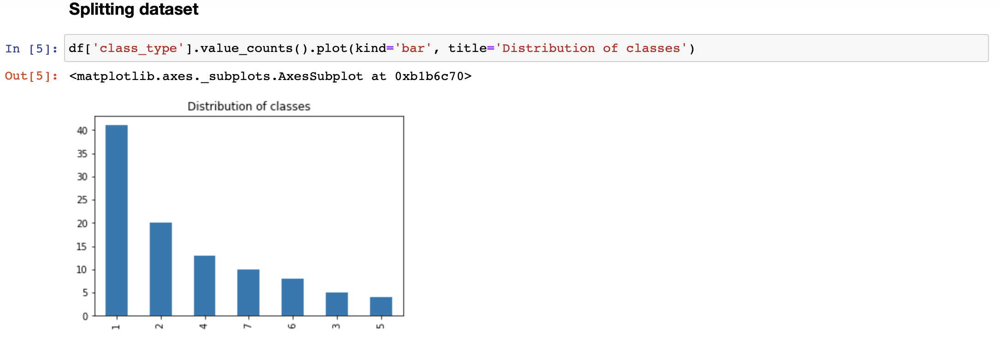 Splitting dataset
In [5]: df['class_type'].value_counts().plot(kind='bar', title='Distribution of classes')
Out[5]: <matplotlib.axes._subplots.AxesSubplot at 0xb1b6c70>
Distribution of classes
40
35
30
25
20
15
10
5
0
1 2 4 7 6 3 5